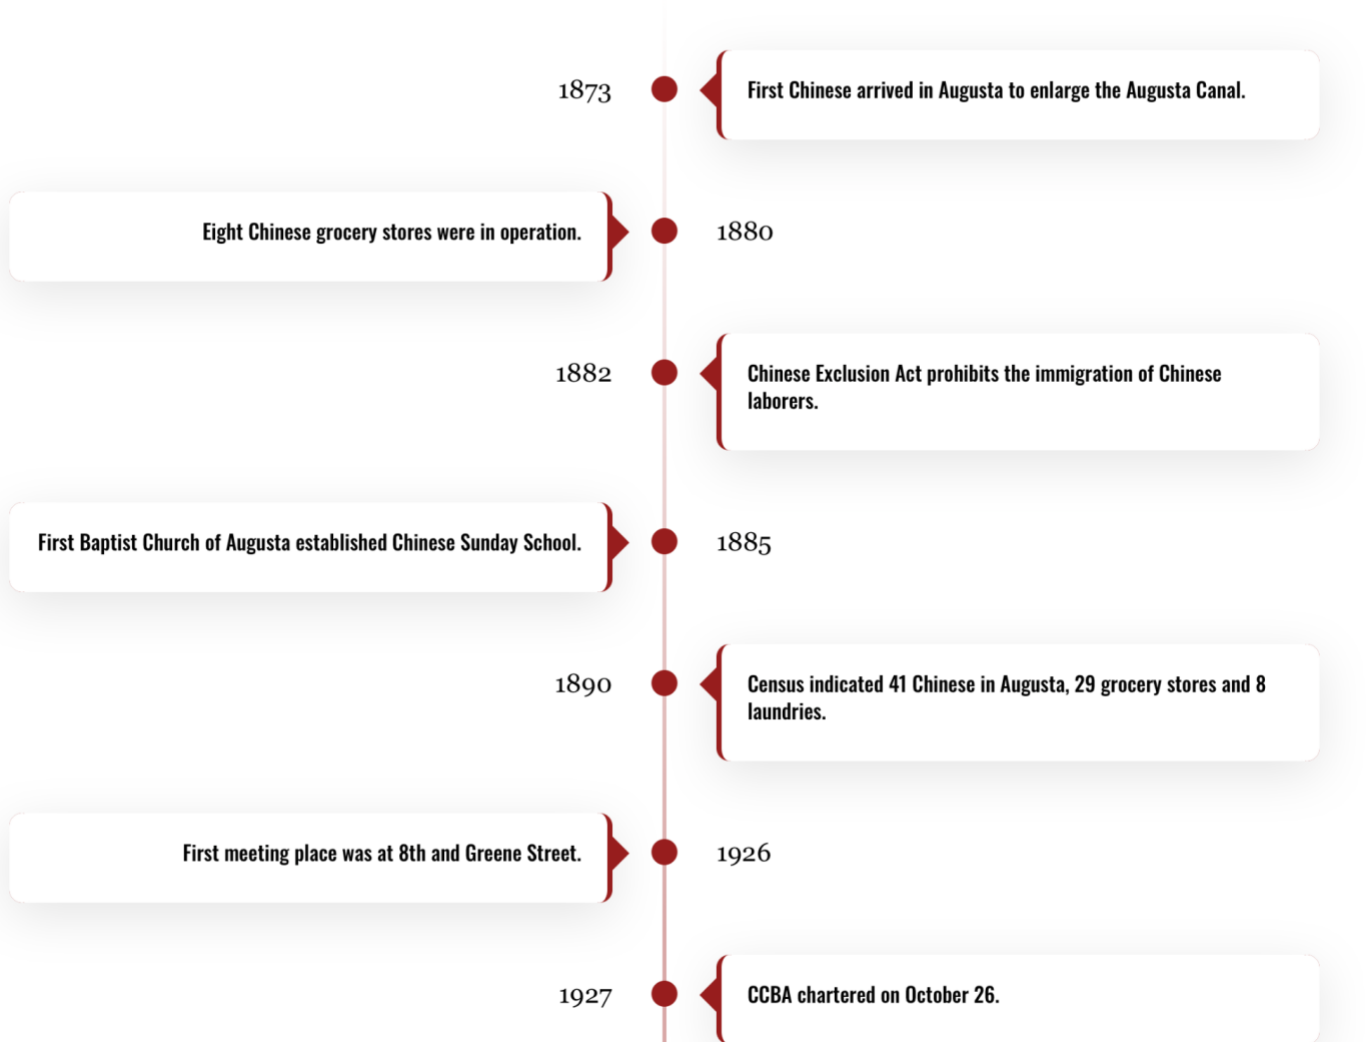 1873
First Chinese arrived in Augusta to enlarge the Augusta Canal.
Eight Chinese grocery stores were in operation.
1880
1882
Chinese Exclusion Act prohibits the immigration of Chinese
laborers.
First Baptist Church of Augusta established Chinese Sunday School.
1885
1890
Census indicated 41 Chinese in Augusta, 29 grocery stores and 8
laundries.
First meeting place was at 8th and Greene Street.
1926
1927
CCBA chartered on October 26.